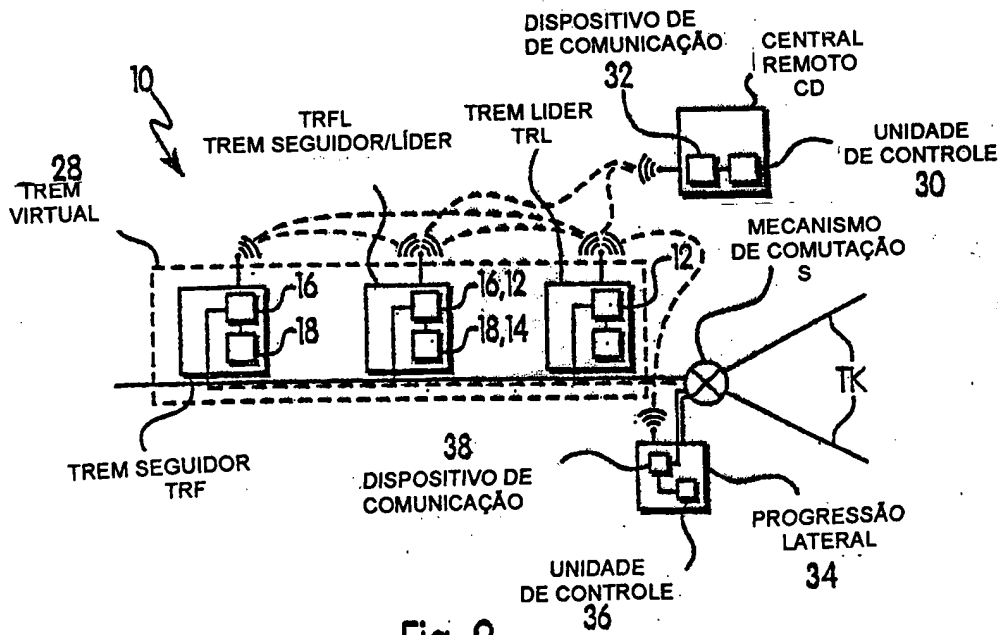 DISPOSITIVO DE
DE COMUNICAÇÃO
32
CENTRAL
REMOTO
CD
10
TRFL
TREM SEGUIDOR/LÍDER
TREM LIDER
TRL
UNIDADE
DE CONTROLE
30
28
TREM
VIRTUAL
MECANISMO
DE COMUTAÇÃO
S
16
18
16,12
18,14
12
TK
TREM SEGUIDOR
TRF
38
DISPOSITIVO DE
COMUNICAÇÃO
PROGRESSÃO
LATERAL
34
UNIDADE
DE CONTROLE
36